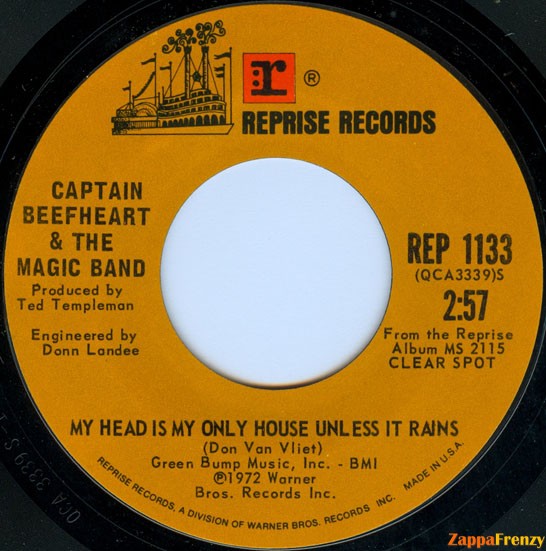 r ®
REPRISE RECORDS
CAPTAIN
BEEFHEART
& THE
MAGIC BAND
Produced by
Ted Templeman
Engineered by
Donn Landee
REP 1133
(QCA3339)S
2:57
From the Reprise
Album MS 2115
CLEAR SPOT
MY HEAD IS MY ONLY HOUSE UNLESS IT RAINS
(Don Van Vliet)
Green Bump Music, Inc. - BMI
℗1972 Warner
Bros. Records Inc.
REPRISE RECORDS, A DIVISION OF WARNER BROS. RECORDS INC. MADE IN U.S.A.
QCA 3339 S
ZappaFrenzy